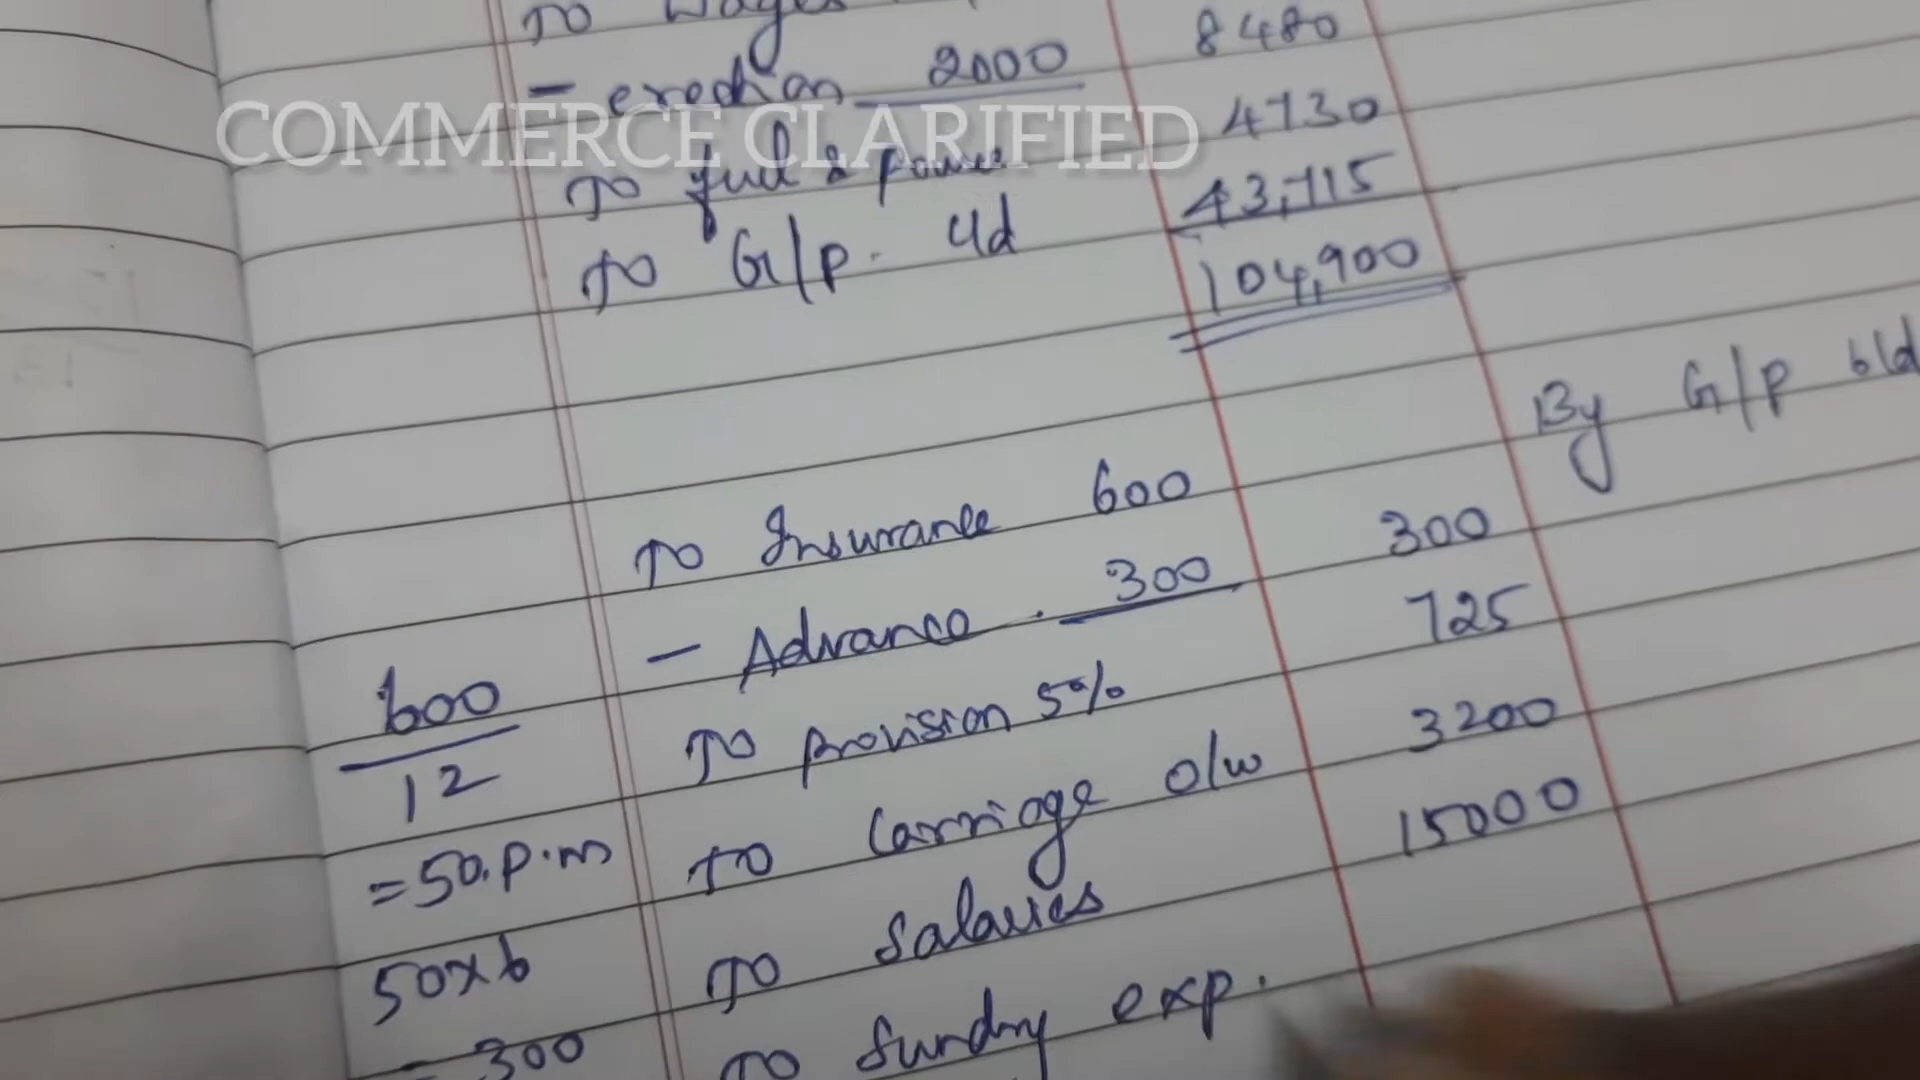 To wages 8480
- erection 2000
COMMERCE CLARIFIED
To fuel & power 4730
To G/P. c/d 43,715
104,900
By G/P b/d
To Insurance 600
- Advance. 300 300
To provision 5% 725
To Carriage o/w 3200
To Salaries 15000
To Sundry exp.
600
12
=50.p.m
50x6
= 300